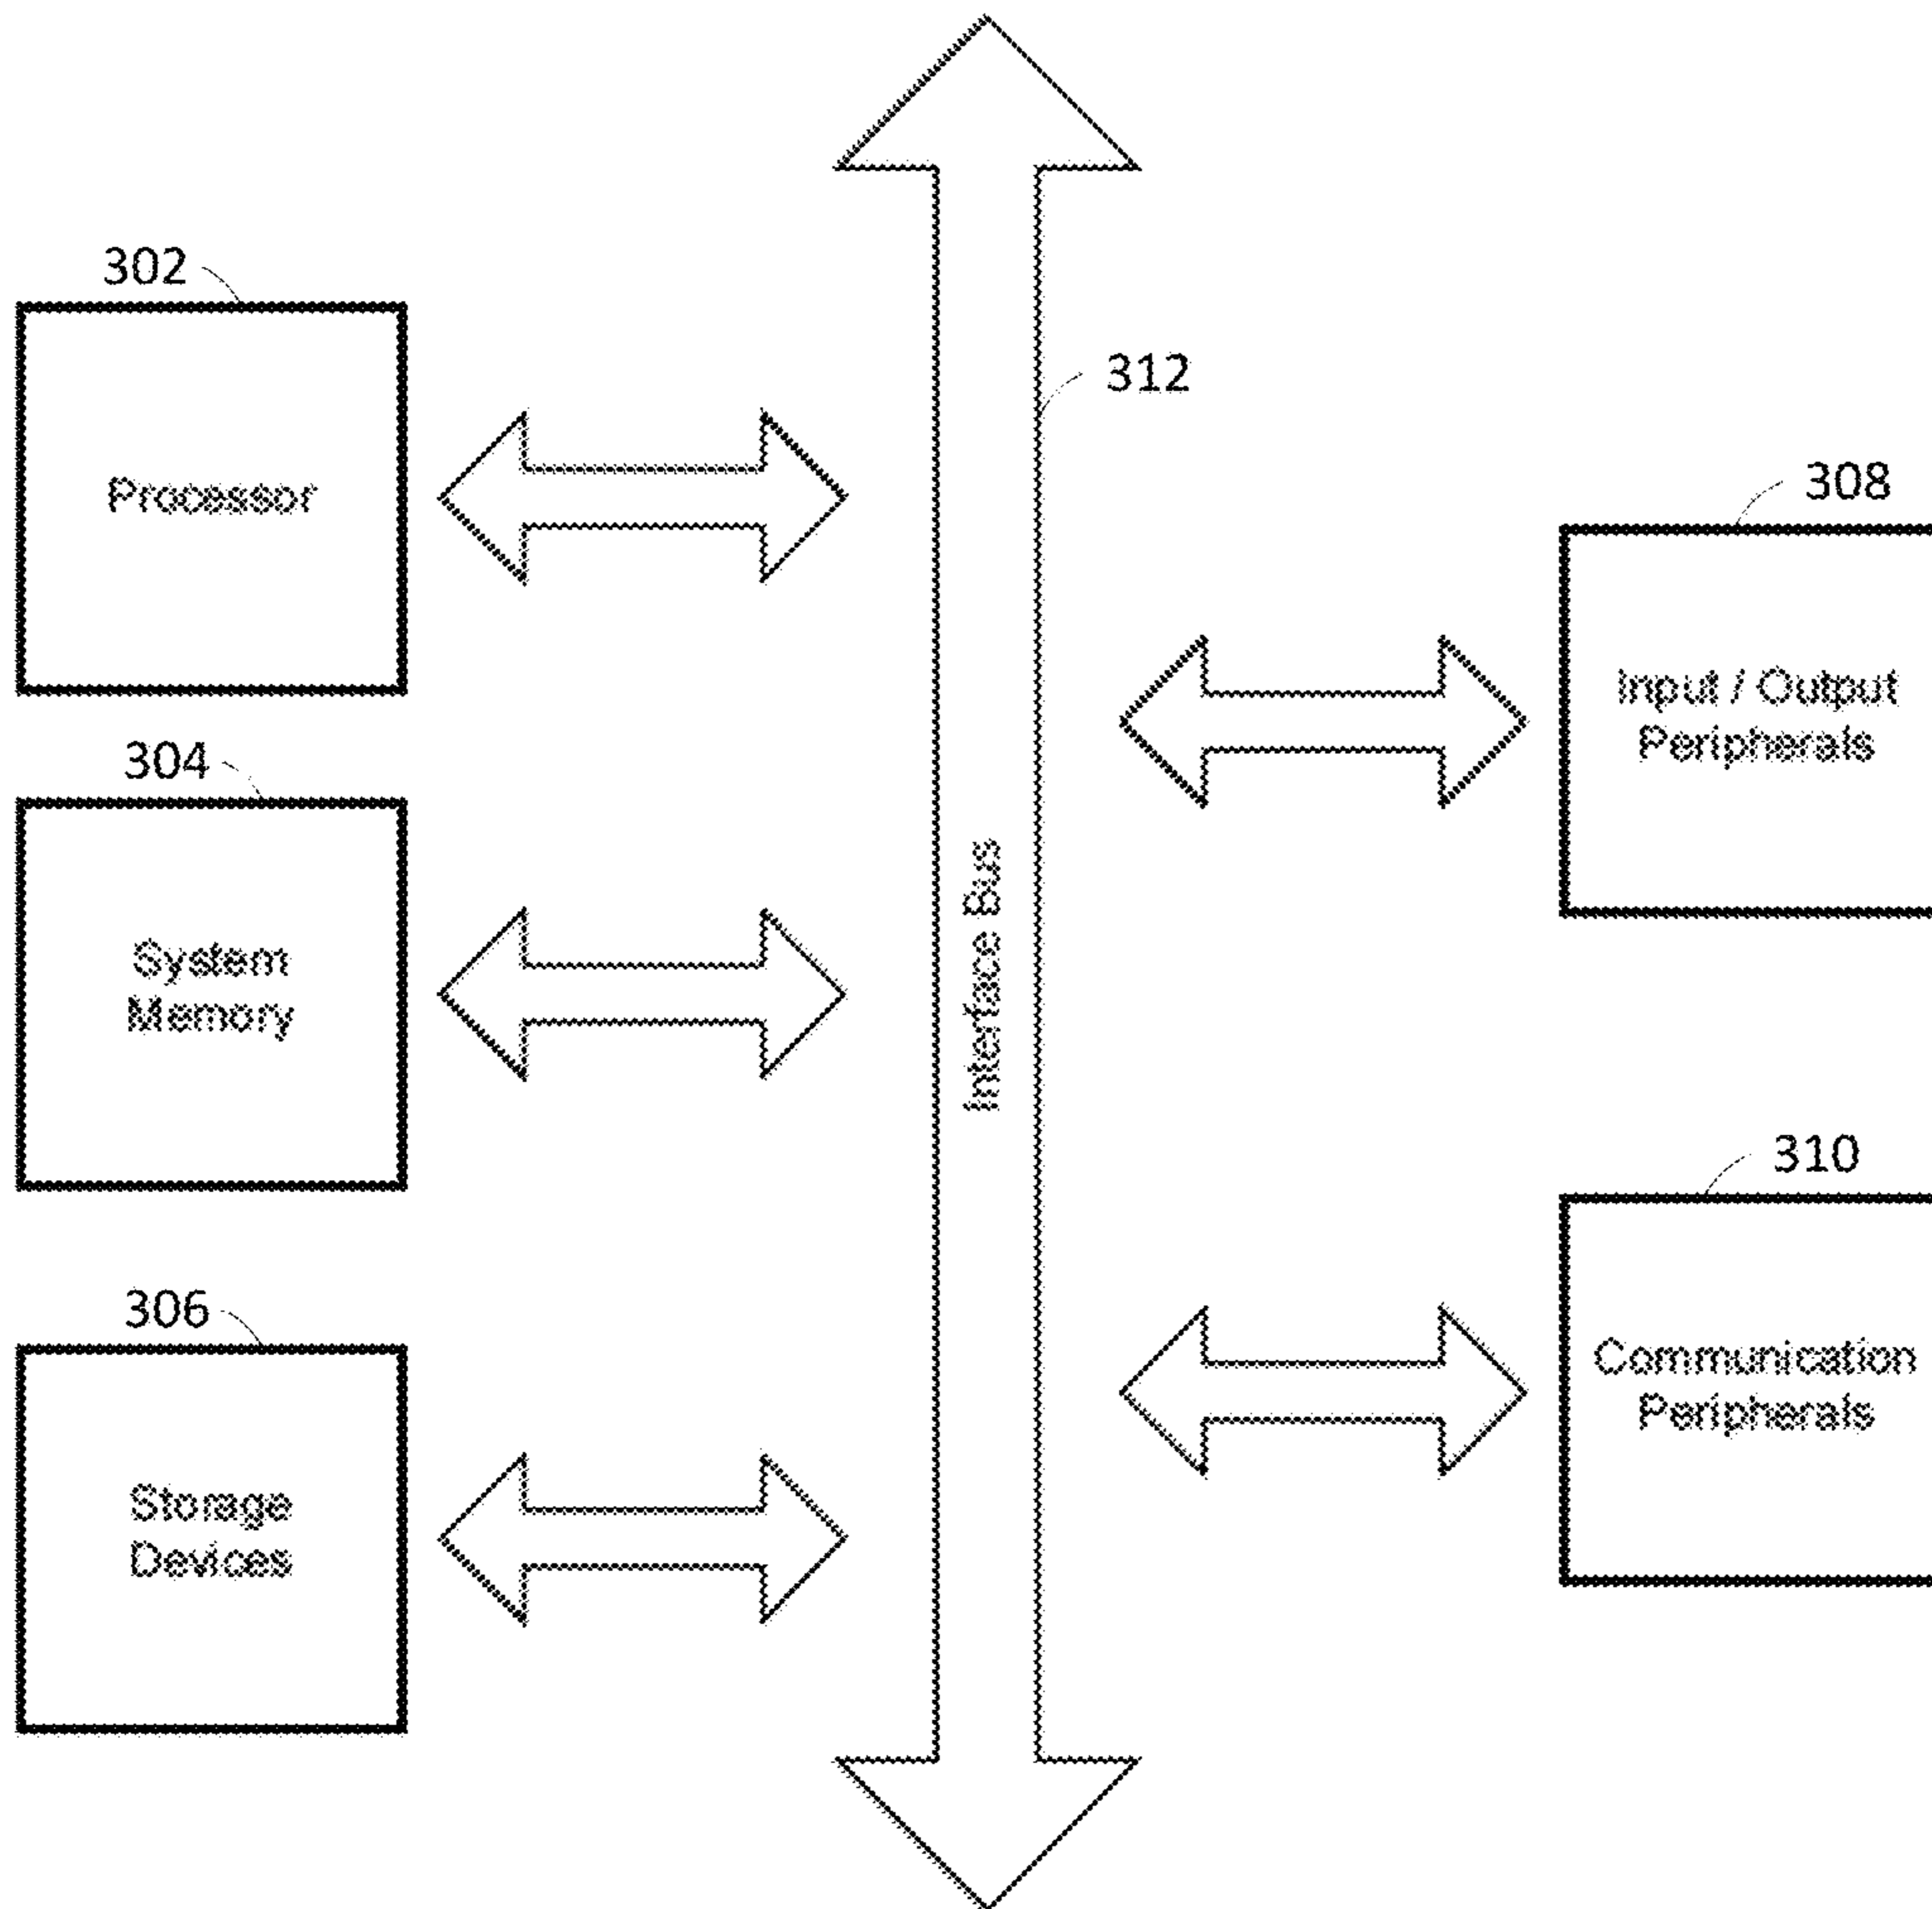 302
Processor
304
System
Memory
306
Storage
Devices
312
Interface Bus
308
Input / Output
Peripherals
310
Communication
Peripherals